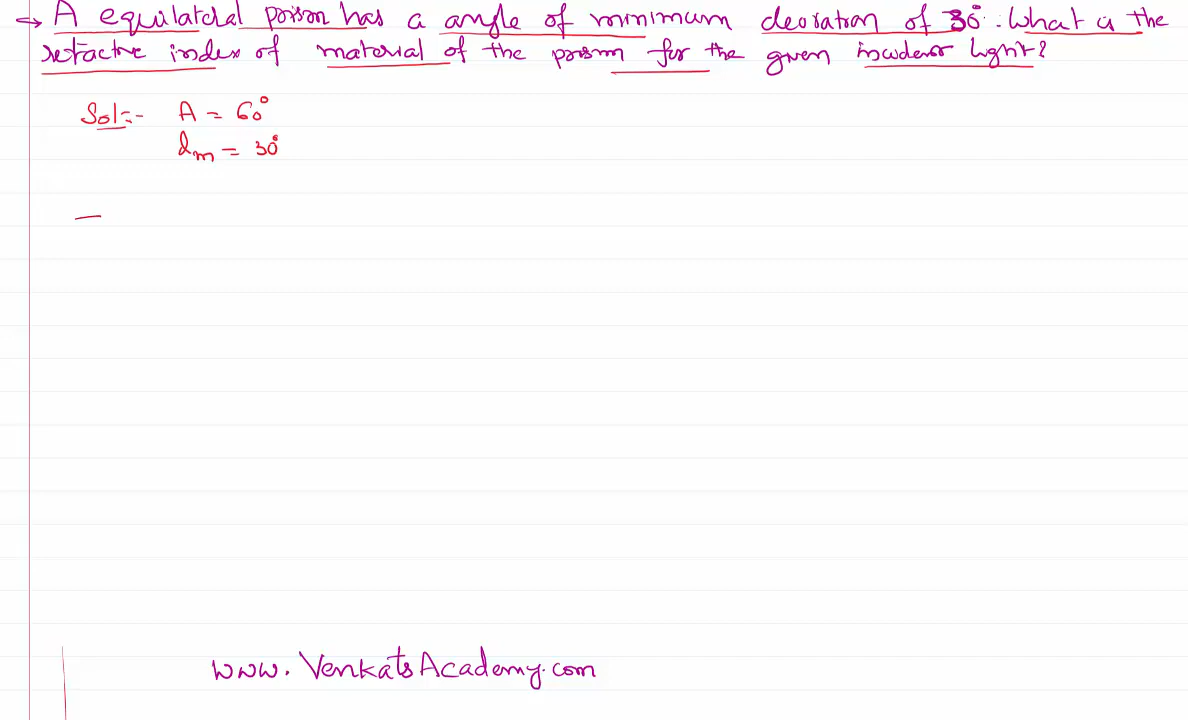 → A equilateral prism has a angle of minimum deviation of 30°. What is the
refractive index of material of the prism for the given incident light?
Sol:- A = 60°
dm = 30°
www.VenkatsAcademy.com